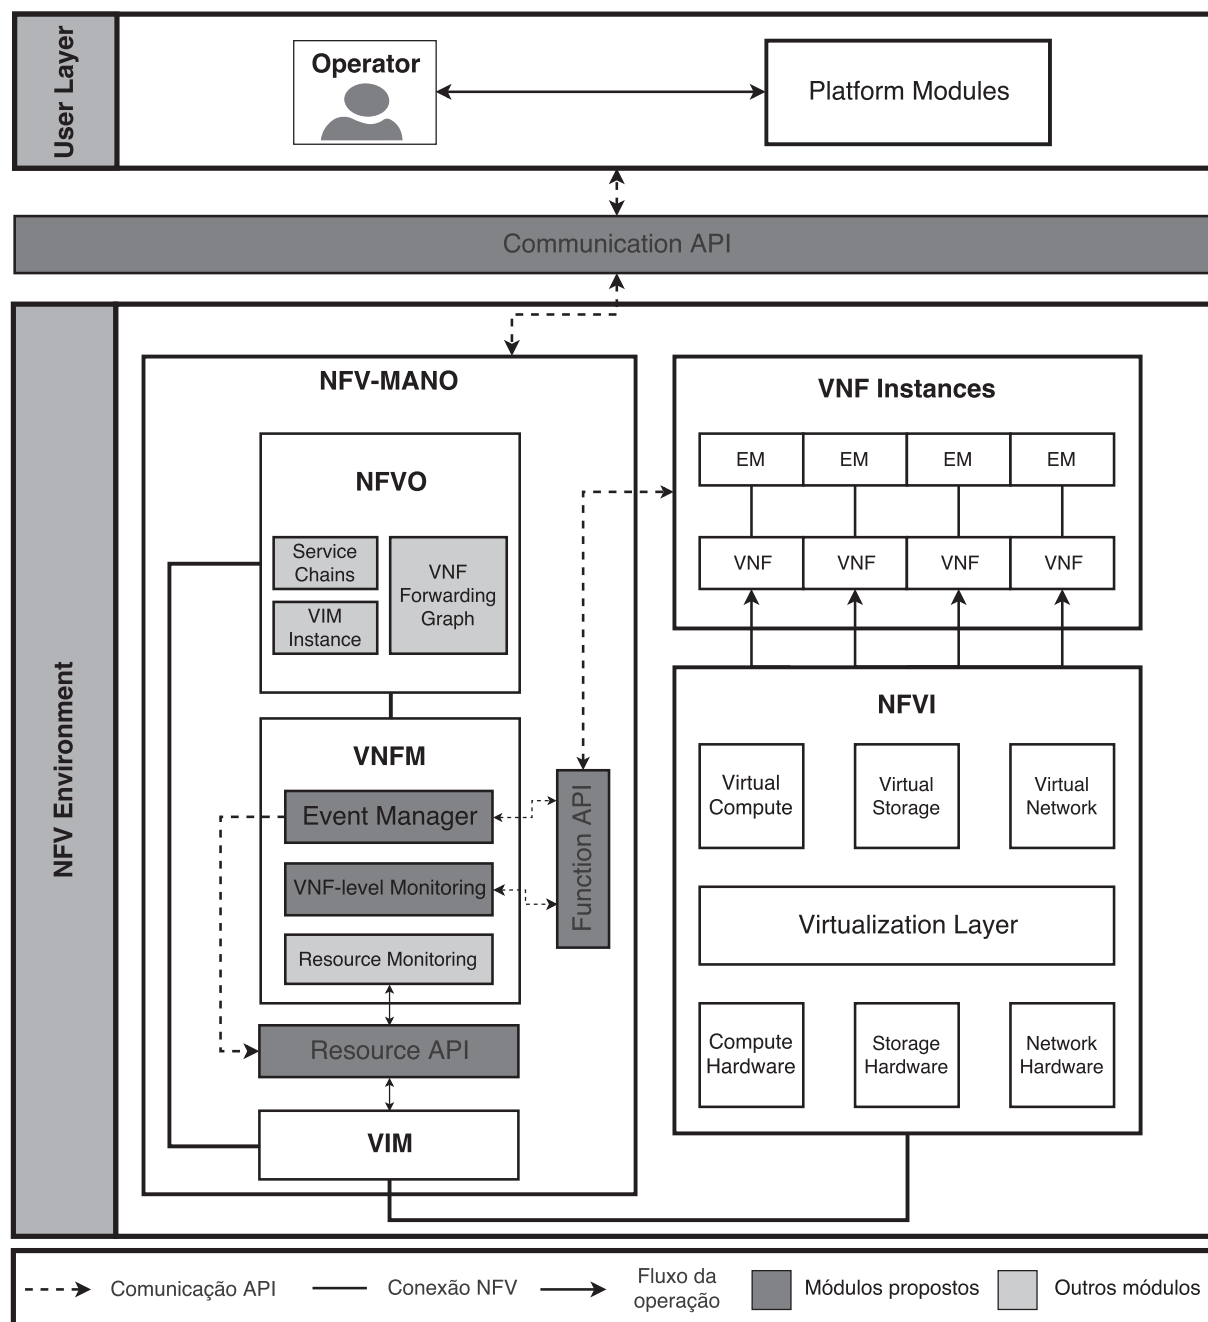 User Layer
Operator
Platform Modules
Communication API
NFV Environment
NFV-MANO
NFVO
Service
Chains
VIM
Instance
VNF
Forwarding
Graph
VNFM
Event Manager
VNF-level Monitoring
Resource Monitoring
Function API
Resource API
VIM
VNF Instances
EM
EM
EM
EM
VNF
VNF
VNF
VNF
NFVI
Virtual
Compute
Virtual
Storage
Virtual
Network
Virtualization Layer
Compute
Hardware
Storage
Hardware
Network
Hardware
Comunicação API
Conexão NFV
Fluxo da
operação
Módulos propostos
Outros módulos